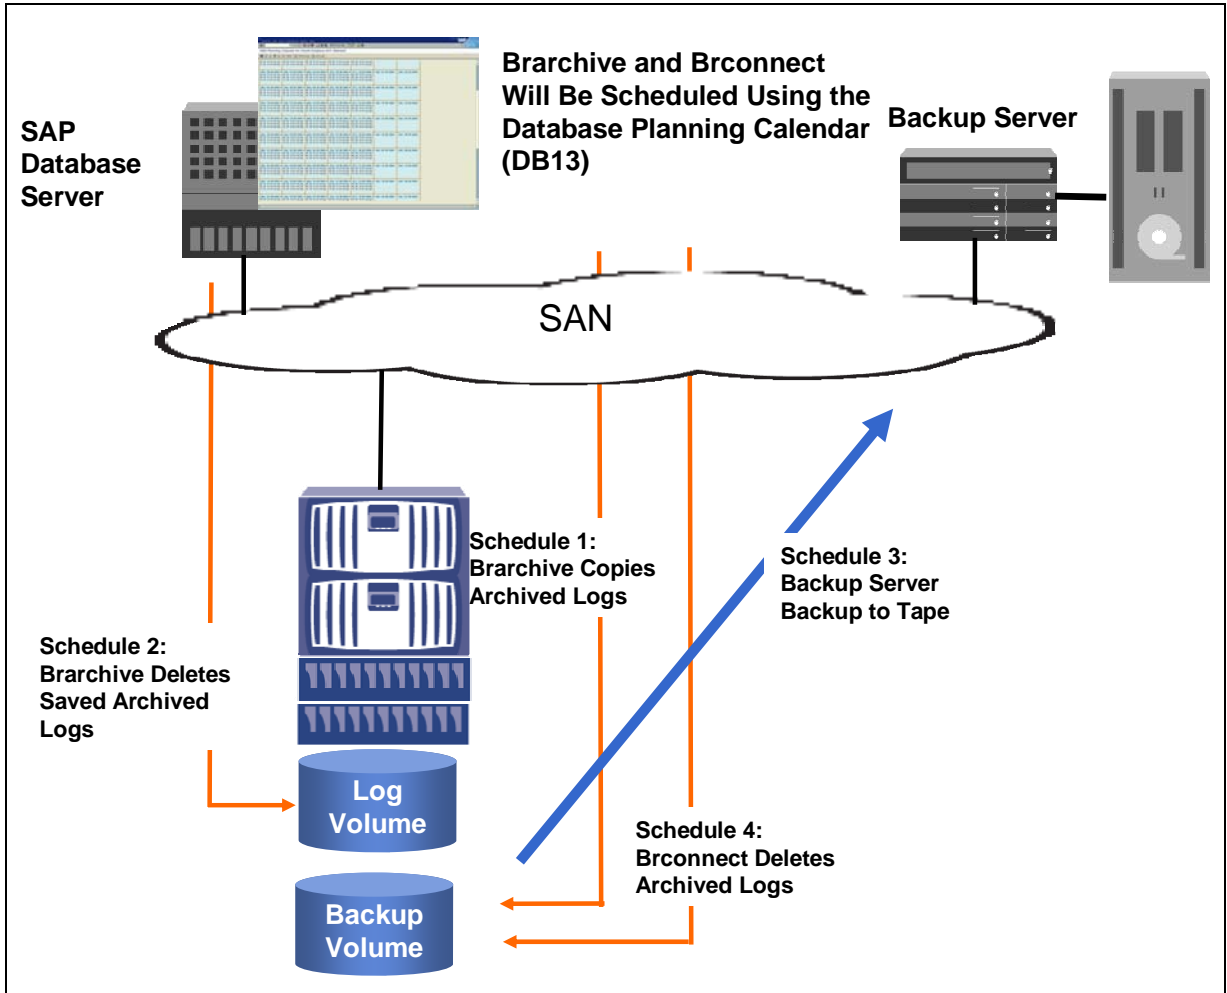 Brarchive and Brconnect
Will Be Scheduled Using the
Database Planning Calendar
(DB13)
SAP
Database
Server
Backup Server
SAN
Schedule 1:
Brarchive Copies
Archived Logs
Schedule 3:
Backup Server
Backup to Tape
Schedule 2:
Brarchive Deletes
Saved Archived
Logs
Log
Volume
Schedule 4:
Brconnect Deletes
Archived Logs
Backup
Volume